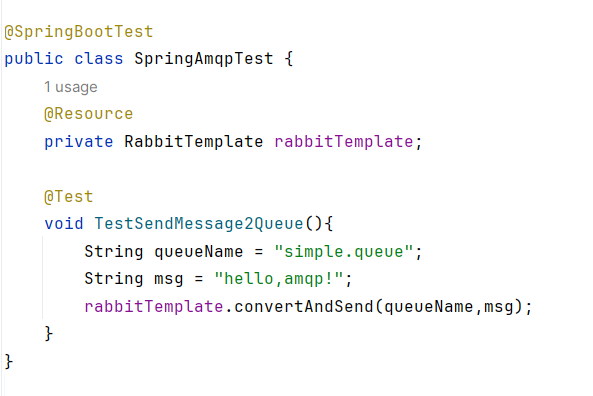 @SpringBootTest
public class SpringAmqpTest {
1 usage
@Resource
private RabbitTemplate rabbitTemplate;
@Test
void TestSendMessage2Queue(){
String queueName = "simple.queue";
String msg = "hello,amqp!";
rabbitTemplate.convertAndSend(queueName,msg);
}
}